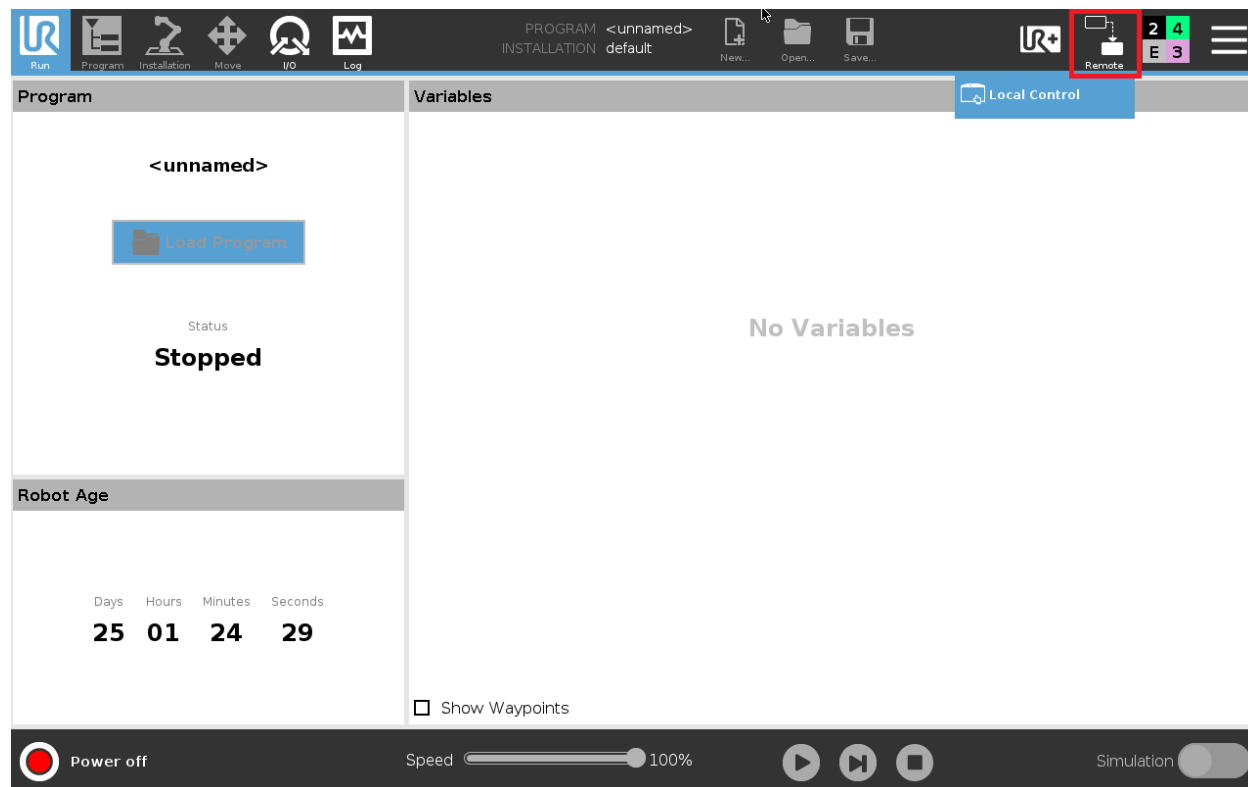 UR
Run
Program
Installation
Move
I/O
Log
PROGRAM <unnamed>
INSTALLATION default
New...
Open...
Save...
UR+
Remote
2 4
E 3
Program
Variables
Local Control
<unnamed>
Load Program
Status
Stopped
No Variables
Robot Age
Days Hours Minutes Seconds
25 01 24 29
Show Waypoints
Power off
Speed 100%
Simulation